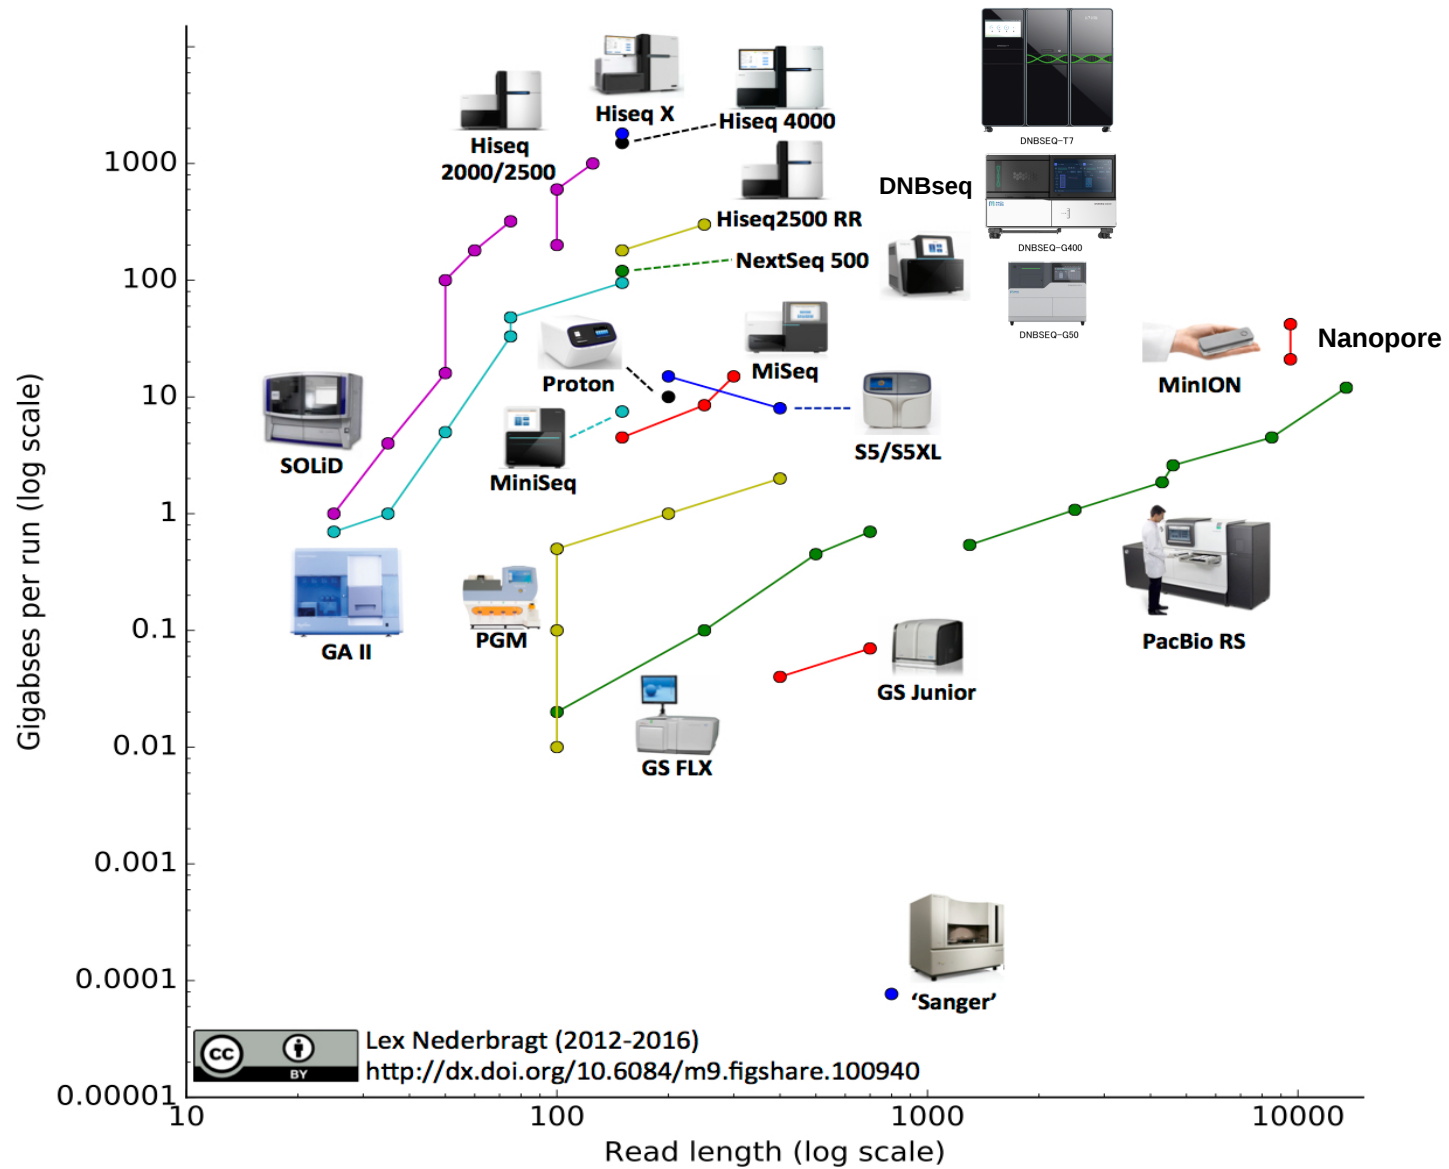 Hiseq X
Hiseq 4000
Hiseq
2000/2500
DNBSEQ-T7
1000
DNBseq
Hiseq2500 RR
DNBSEQ-G400
NextSeq 500
100
DNBSEQ-G50
Nanopore
MiSeq
Proton
MinION
10
S5/S5XL
SOLiD
MiniSeq
1
0.1
PGM
PacBio RS
GA II
GS Junior
0.01
GS FLX
0.001
0.0001
'Sanger'
Lex Nederbragt (2012-2016)
http://dx.doi.org/10.6084/m9.figshare.100940
cc
BY
0.00001
10
100
1000
10000
Read length (log scale)
Gigabses per run (log scale)